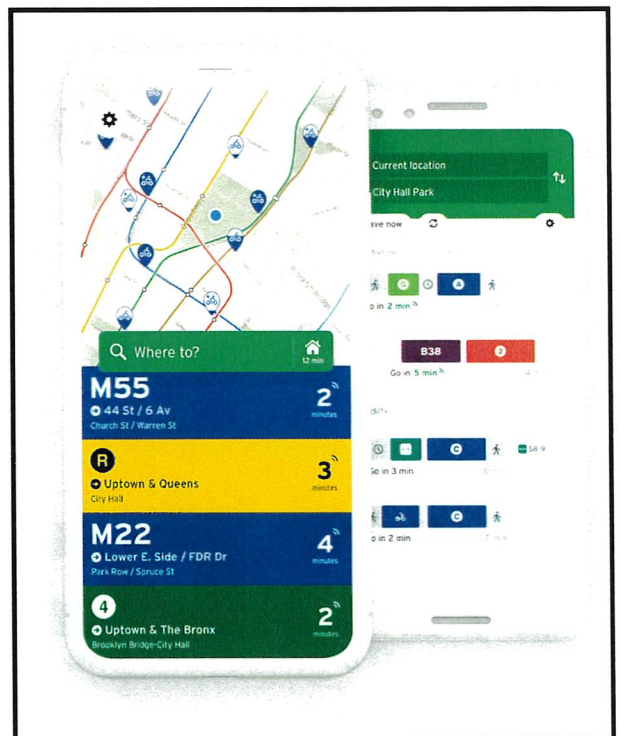 Where to?
12 min
M55
44 St / 6 Av
Church St / Warren St
2
minutes
R
Uptown & Queens
City Hall
3
minutes
M22
Lower E. Side / FDR Dr
Park Row / Spruce St
4
minutes
4
Uptown & The Bronx
Brooklyn Bridge-City Hall
2
minutes
Current location
City Hall Park
ave now
G A
o in 2 min
B38 2
Go in 5 min
C
Go in 3 min
C
o in 2 min